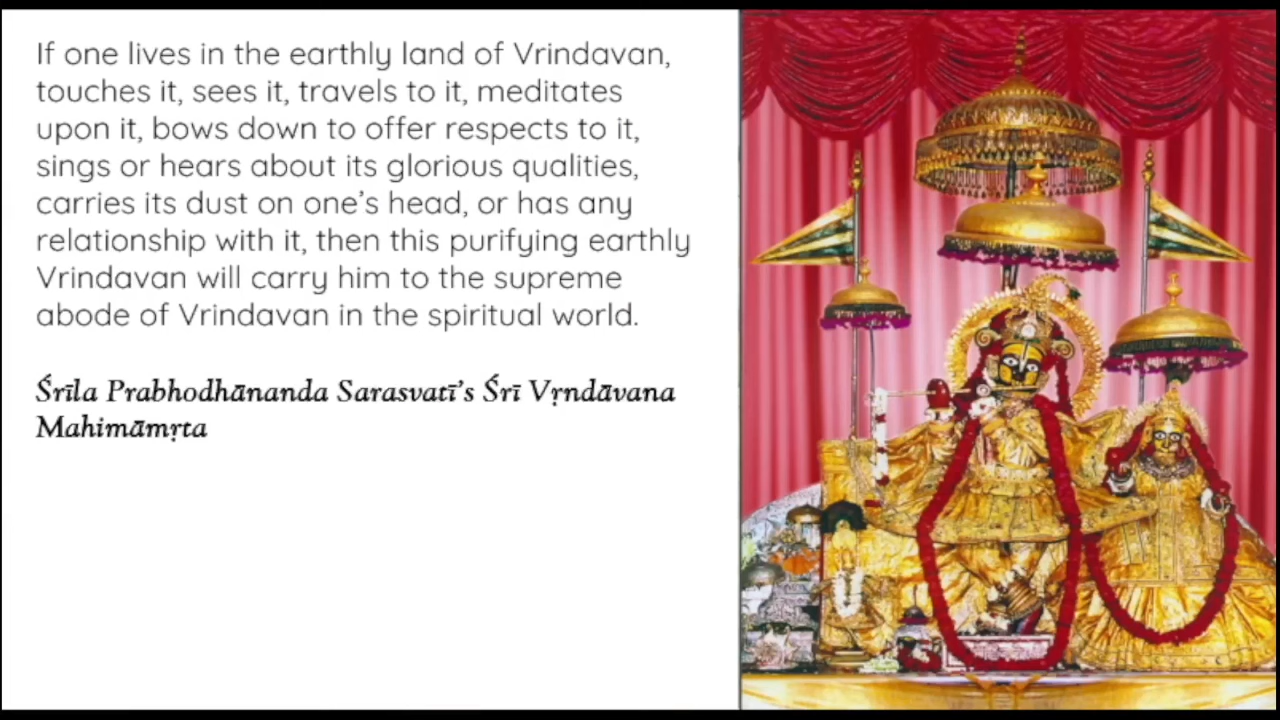 If one lives in the earthly land of Vrindavan,
touches it, sees it, travels to it, meditates
upon it, bows down to offer respects to it,
sings or hears about its glorious qualities,
carries its dust on one’s head, or has any
relationship with it, then this purifying earthly
Vrindavan will carry him to the supreme
abode of Vrindavan in the spiritual world.
Śrīla Prabhodhānanda Sarasvatī’s Śrī Vṛndāvana
Mahimāmṛta